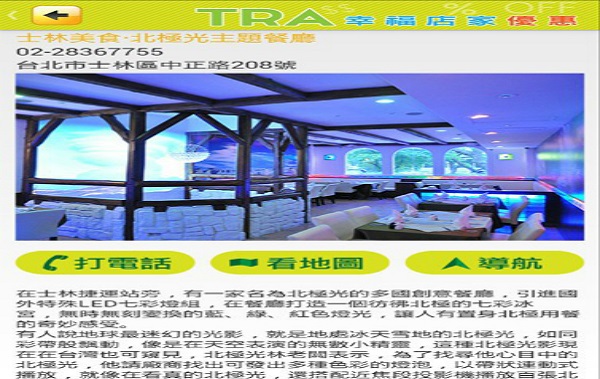 TRA $$ % OFF
幸福店家優惠
士林美食·北極光主題餐廳
02-28367755
台北市士林區中正路208號
打電話 看地圖 導航
在士林捷運站旁，有一家名為北極光的多國創意餐廳，引進國
外特殊LED七彩燈組，在餐廳打造一個彷彿北極的七彩冰
宮，無時無刻變換的藍、綠、紅色燈光，讓人有置身北極用餐
的奇妙感受。
有人說地球最迷幻的光影，就是地處冰天雪地的北極光，如同
彩帶般飄動，像是在天空表演的無數小精靈，這種北極光影現
在在台灣也可窺見，北極光林老闆表示，為了找尋他心目中的
北極光，他請廠商找出可發出多種色彩的燈泡，以帶狀連動式
播放，就像在看真的北極光，還搭配近焦段投影機播放百張北